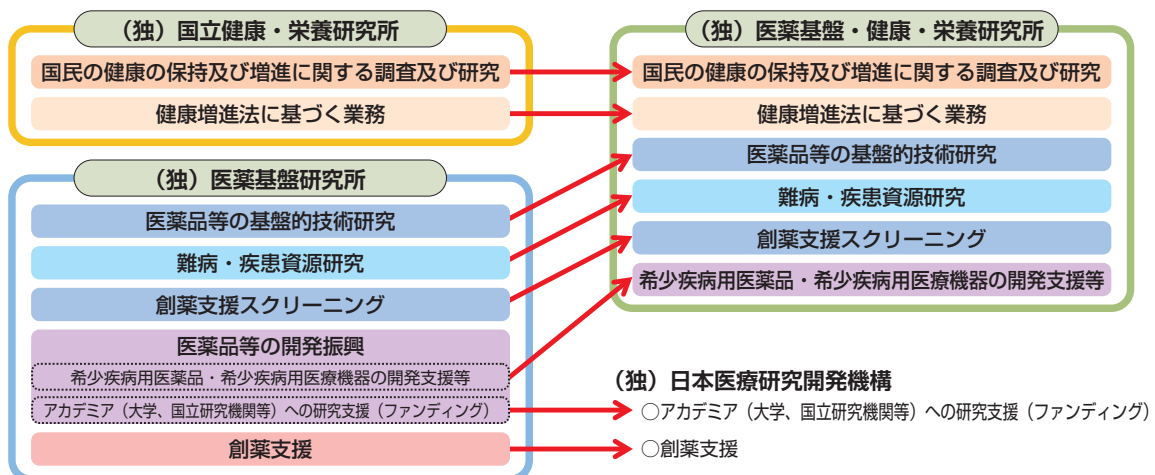 （独）国立健康・栄養研究所
国民の健康の保持及び増進に関する調査及び研究
健康増進法に基づく業務
（独）医薬基盤研究所
医薬品等の基盤的技術研究
難病・疾患資源研究
創薬支援スクリーニング
医薬品等の開発振興
希少疾病用医薬品・希少疾病用医療機器の開発支援等
アカデミア（大学、国立研究機関等）への研究支援（ファンディング）
創薬支援
（独）医薬基盤・健康・栄養研究所
国民の健康の保持及び増進に関する調査及び研究
健康増進法に基づく業務
医薬品等の基盤的技術研究
難病・疾患資源研究
創薬支援スクリーニング
希少疾病用医薬品・希少疾病用医療機器の開発支援等
（独）日本医療研究開発機構
○アカデミア（大学、国立研究機関等）への研究支援（ファンディング）
○創薬支援